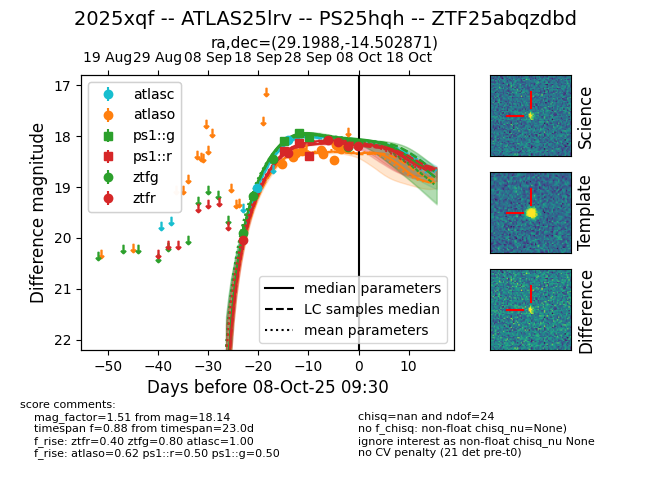 2025xqf -- ATLAS25lrv -- PS25hqh -- ZTF25abqzdbd
ra,dec=(29.1988,-14.502871)
19 Aug 29 Aug 08 Sep 18 Sep 28 Sep 08 Oct 18 Oct
atlasc
atlaso
ps1::g
ps1::r
ztfg
ztfr
17
18
19
20
21
22
Difference magnitude
median parameters
LC samples median
mean parameters
−50 −40 −30 −20 −10 0 10
Days before 08-Oct-25 09:30
Science
Template
Difference
score comments:
mag_factor=1.51 from mag=18.14
timespan f=0.88 from timespan=23.0d
f_rise: ztfr=0.40 ztfg=0.80 atlasc=1.00
f_rise: atlaso=0.62 ps1::r=0.50 ps1::g=0.50
chisq=nan and ndof=24
no f_chisq: non-float chisq_nu=None)
ignore interest as non-float chisq_nu None
no CV penalty (21 det pre-t0)